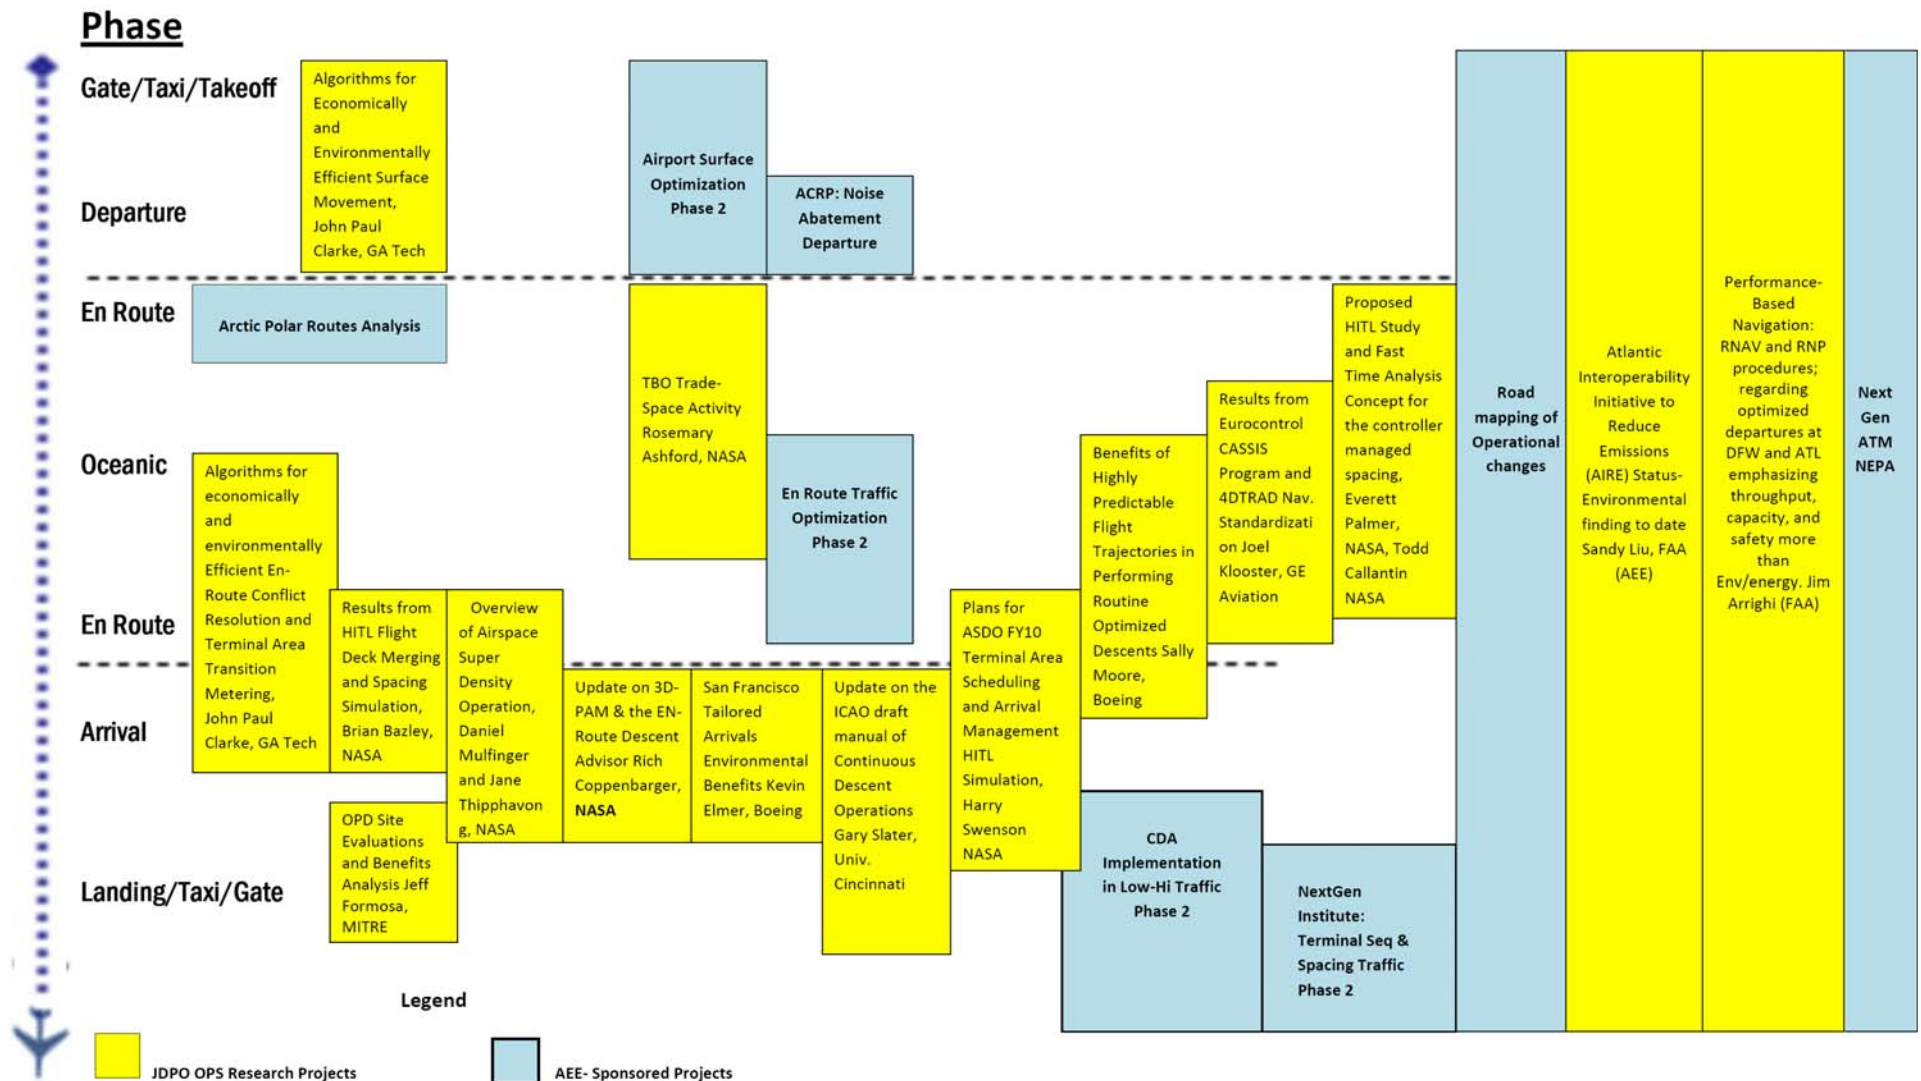 Phase
Gate/Taxi/Takeoff
Departure
En Route
Oceanic
En Route
Arrival
Landing/Taxi/Gate
Algorithms for
Economically
and
Environmentally
Efficient Surface
Movement,
John Paul
Clarke, GA Tech
Airport Surface
Optimization
Phase 2
ACRP: Noise
Abatement
Departure
Arctic Polar Routes Analysis
TBO Trade-
Space Activity
Rosemary
Ashford, NASA
En Route Traffic
Optimization
Phase 2
Algorithms for
economically
and
environmentally
Efficient En-
Route Conflict
Resolution and
Terminal Area
Transition
Metering,
John Paul
Clarke, GA Tech
Results from
HITL Flight
Deck Merging
and Spacing
Simulation,
Brian Bazley,
NASA
OPD Site
Evaluations
and Benefits
Analysis Jeff
Formosa,
MITRE
Overview
of Airspace
Super
Density
Operation,
Daniel
Mulfinger
and Jane
Thipphavon
g, NASA
Update on 3D-
PAM & the EN-
Route Descent
Advisor Rich
Coppenbarger,
NASA
San Francisco
Tailored
Arrivals
Environmental
Benefits Kevin
Elmer, Boeing
Update on the
ICAO draft
manual of
Continuous
Descent
Operations
Gary Slater,
Univ.
Cincinnati
Plans for
ASDO FY10
Terminal Area
Scheduling
and Arrival
Management
HITL
Simulation,
Harry
Swenson
NASA
Benefits of
Highly
Predictable
Flight
Trajectories in
Performing
Routine
Optimized
Descents Sally
Moore,
Boeing
Results from
Eurocontrol
CASSIS
Program and
4DTRAD Nav.
Standardizati
on Joel
Klooster, GE
Aviation
Proposed
HITL Study
and Fast
Time Analysis
Concept for
the controller
managed
spacing,
Everett
Palmer,
NASA, Todd
Callantin
NASA
CDA
Implementation
in Low-Hi Traffic
Phase 2
NextGen
Institute:
Terminal Seq &
Spacing Traffic
Phase 2
Road
mapping of
Operational
changes
Atlantic
Interoperability
Initiative to
Reduce
Emissions
(AIRE) Status-
Environmental
finding to date
Sandy Liu, FAA
(AEE)
Performance-
Based
Navigation:
RNAV and RNP
procedures;
regarding
optimized
departures at
DFW and ATL
emphasizing
throughput,
capacity, and
safety more
than
Env/energy. Jim
Arrighi (FAA)
Next
Gen
ATM
NEPA
Legend
JDPO OPS Research Projects
AEE- Sponsored Projects